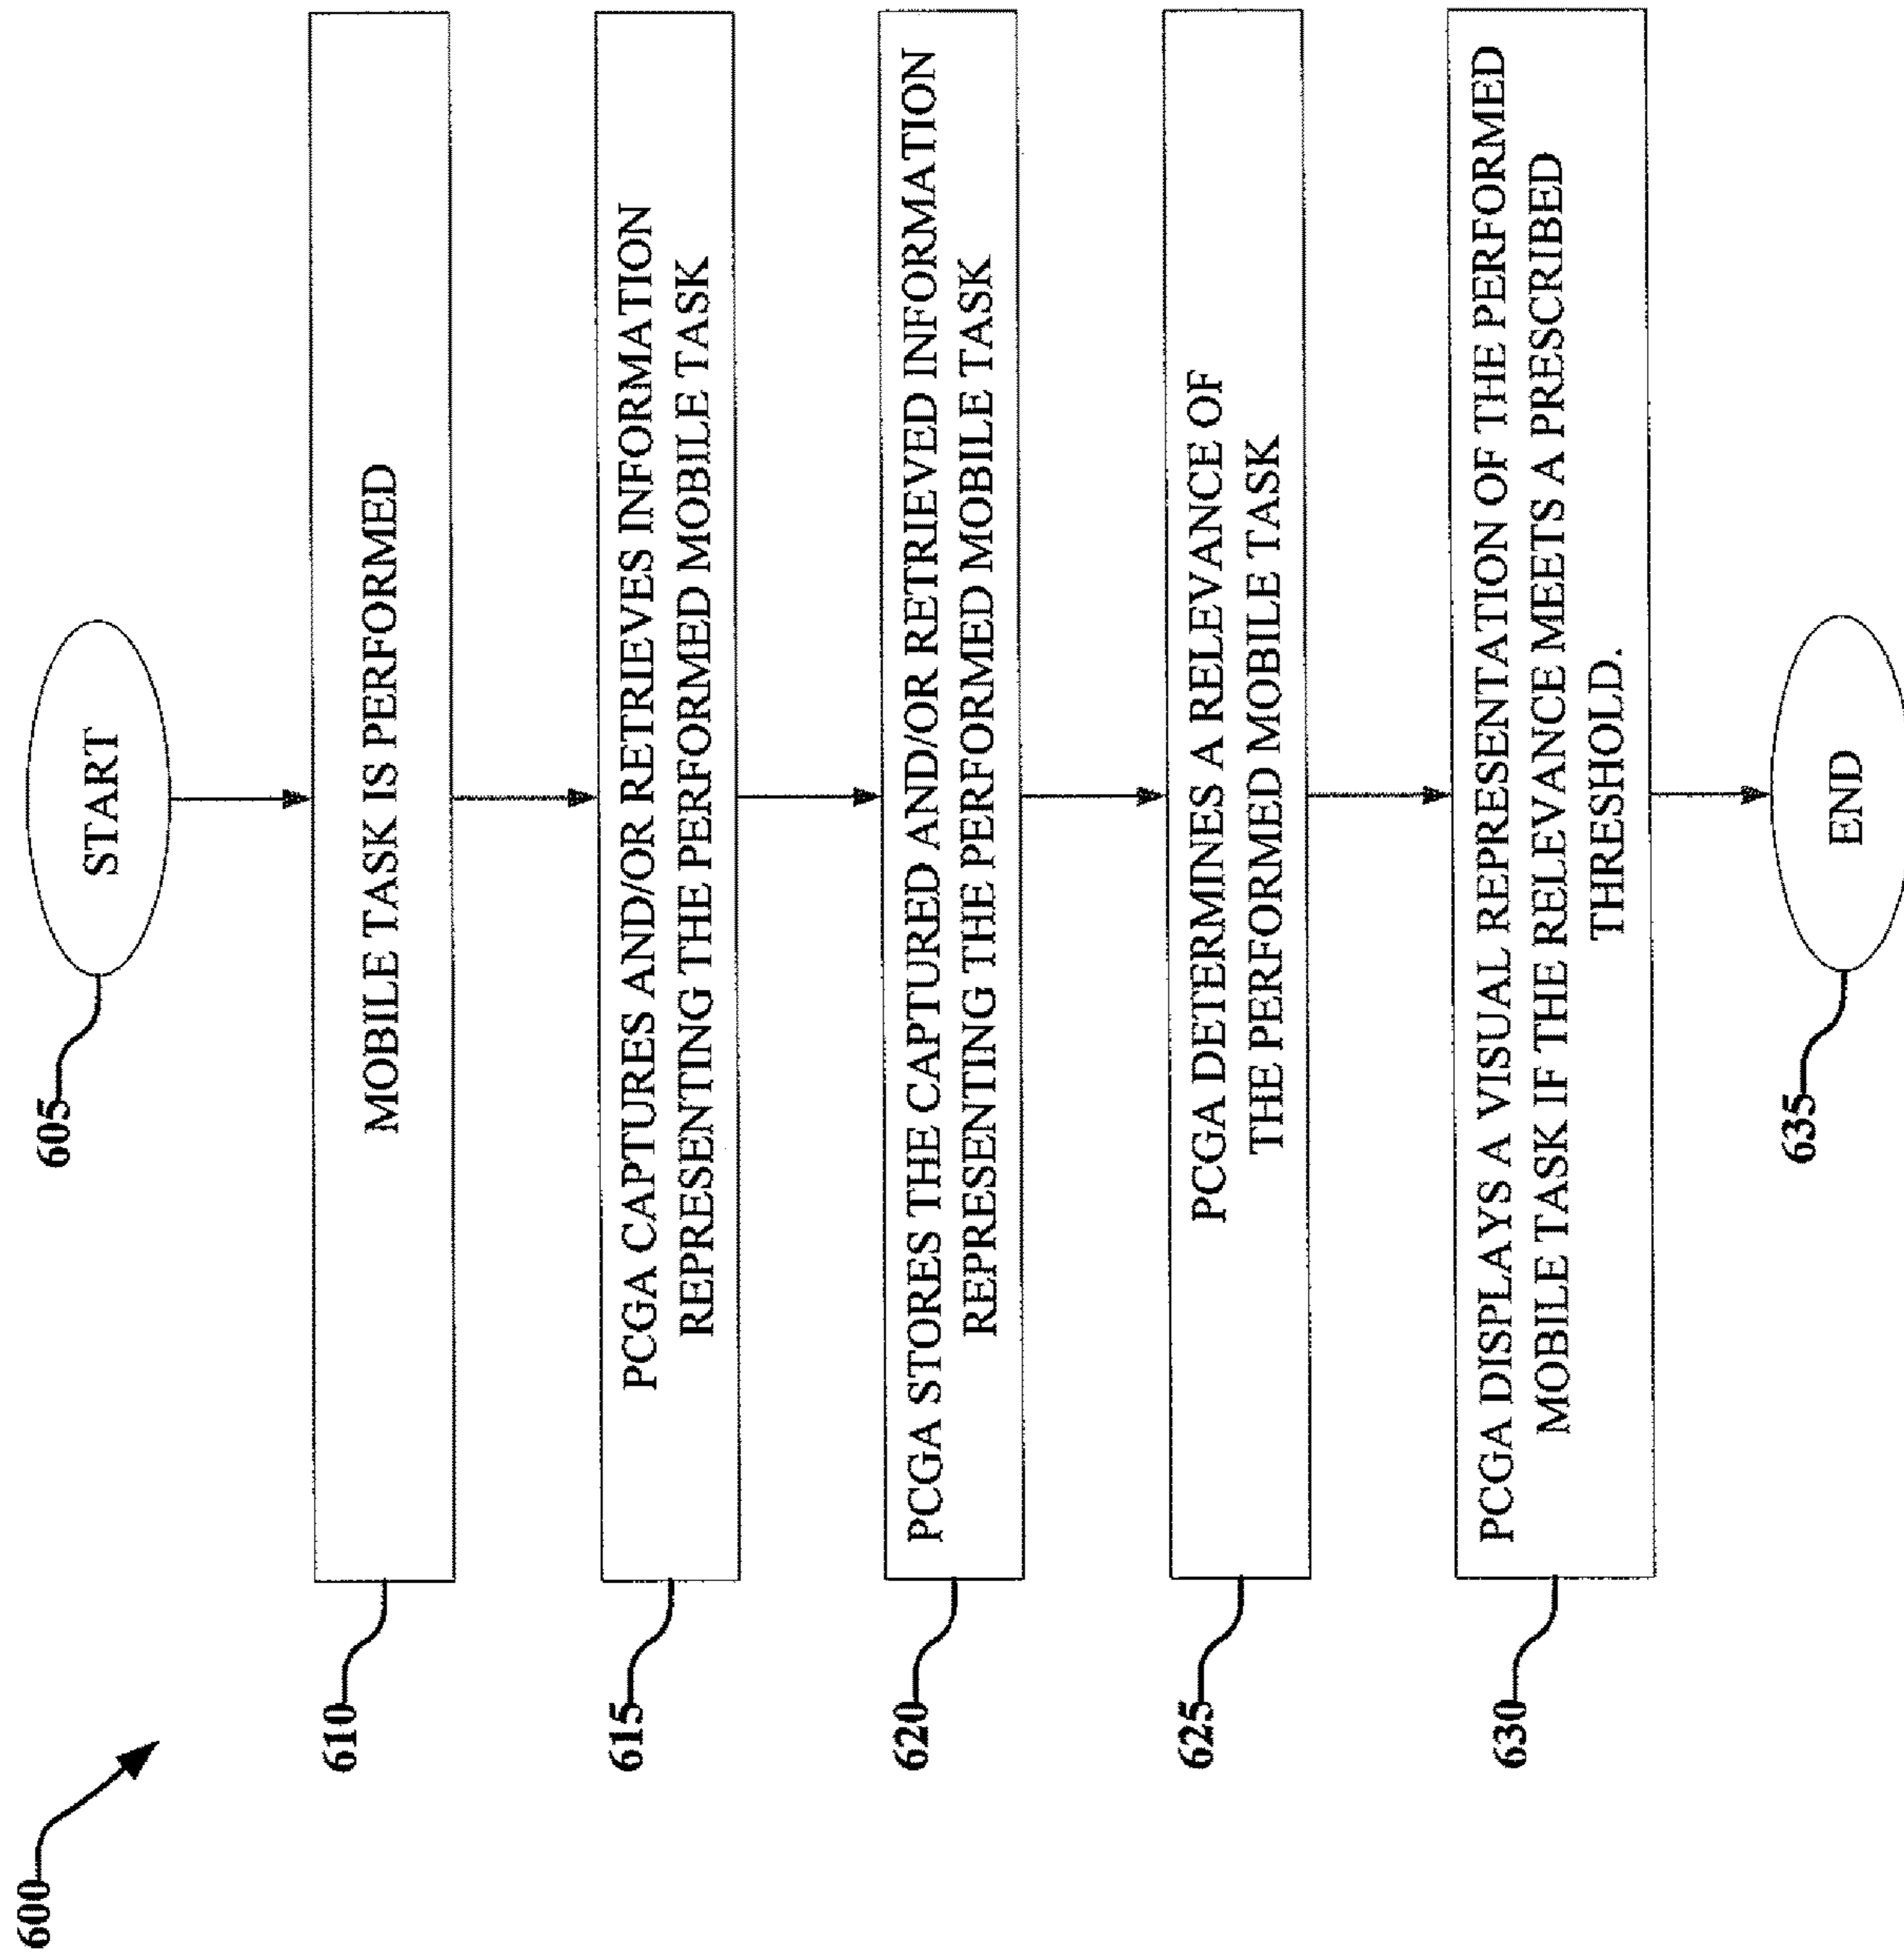 600
605
START
610
MOBILE TASK IS PERFORMED
615
PCGA CAPTURES AND/OR RETRIEVES INFORMATION
REPRESENTING THE PERFORMED MOBILE TASK
620
PCGA STORES THE CAPTURED AND/OR RETRIEVED INFORMATION
REPRESENTING THE PERFORMED MOBILE TASK
625
PCGA DETERMINES A RELEVANCE OF
THE PERFORMED MOBILE TASK
630
PCGA DISPLAYS A VISUAL REPRESENTATION OF THE PERFORMED
MOBILE TASK IF THE RELEVANCE MEETS A PRESCRIBED
THRESHOLD.
635
END